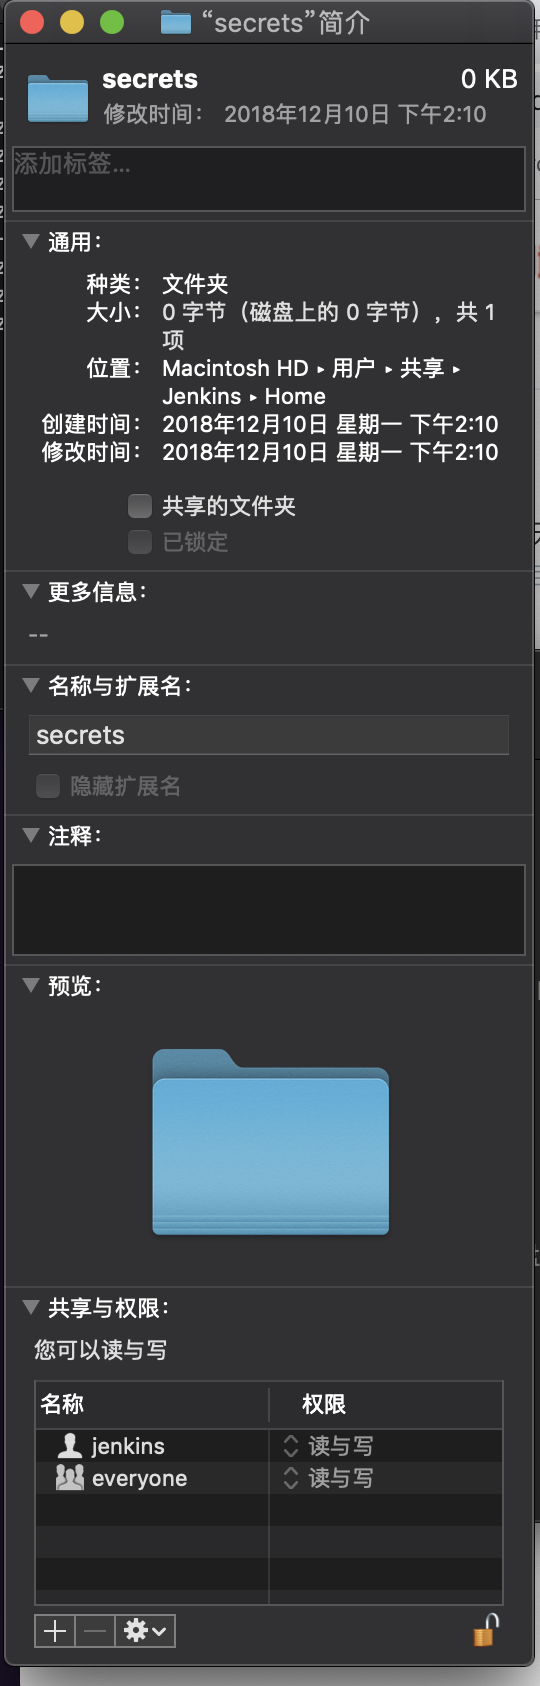 “secrets”简介
secrets 0 KB
修改时间： 2018年12月10日 下午2:10
添加标签...
通用：
种类： 文件夹
大小： 0 字节（磁盘上的 0 字节），共 1
项
位置： Macintosh HD ▸ 用户 ▸ 共享 ▸
Jenkins ▸ Home
创建时间： 2018年12月10日 星期一 下午2:10
修改时间： 2018年12月10日 星期一 下午2:10
共享的文件夹
已锁定
更多信息：
--
名称与扩展名：
secrets
隐藏扩展名
注释：
预览：
共享与权限：
您可以读与写
名称 权限
jenkins 读与写
everyone 读与写